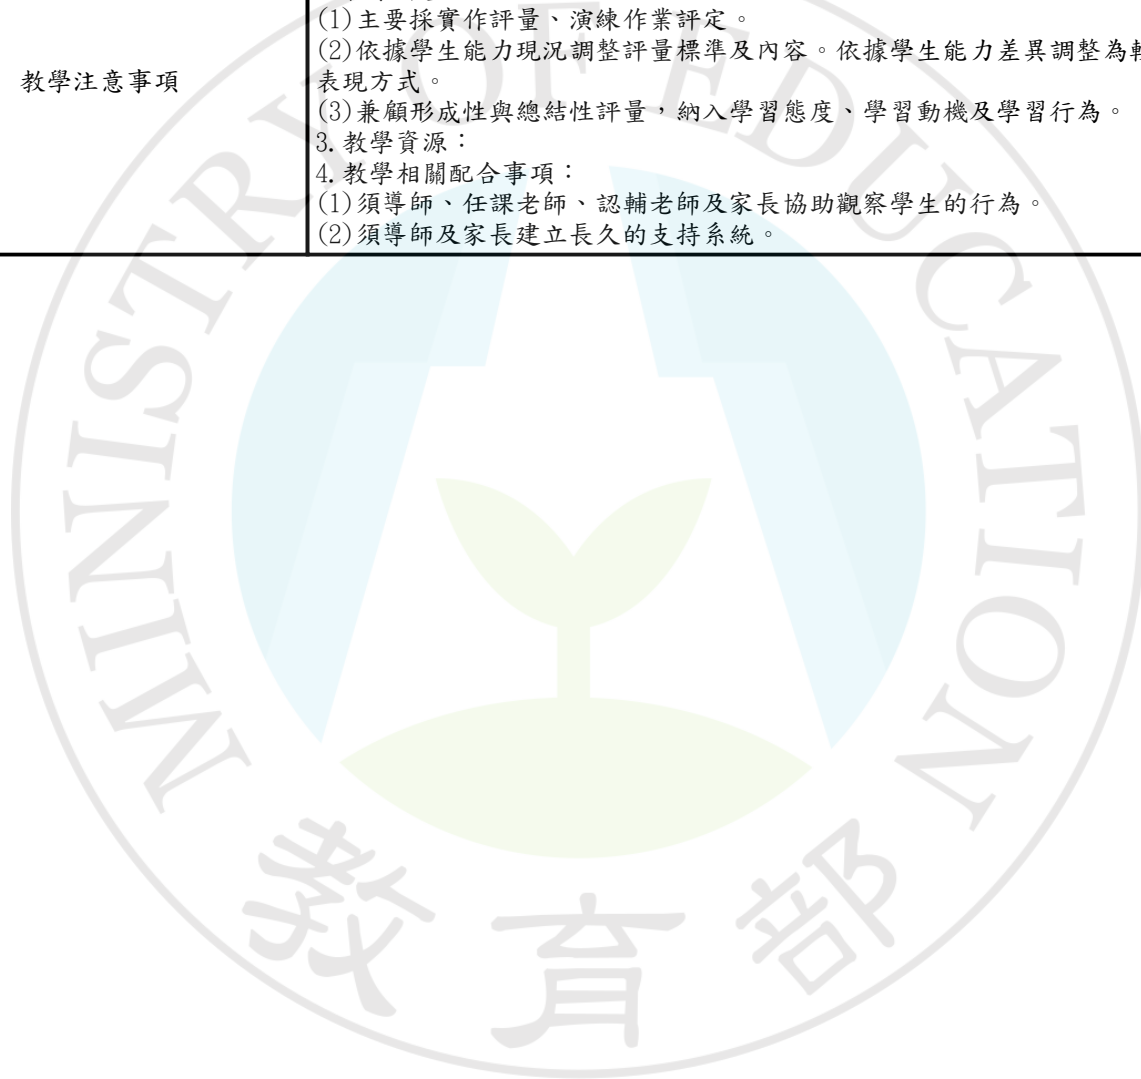 教學注意事項
(1)主要採實作評量、演練作業評定。
(2)依據學生能力現況調整評量標準及內容。依據學生能力差異調整為
表現方式。
(3)兼顧形成性與總結性評量，納入學習態度、學習動機及學習行為。
3.教學資源：
4.教學相關配合事項：
(1)須導師、任課老師、認輔老師及家長協助觀察學生的行為。
(2)須導師及家長建立長久的支持系統。
MINISTRY OF EDUCATION
教育部